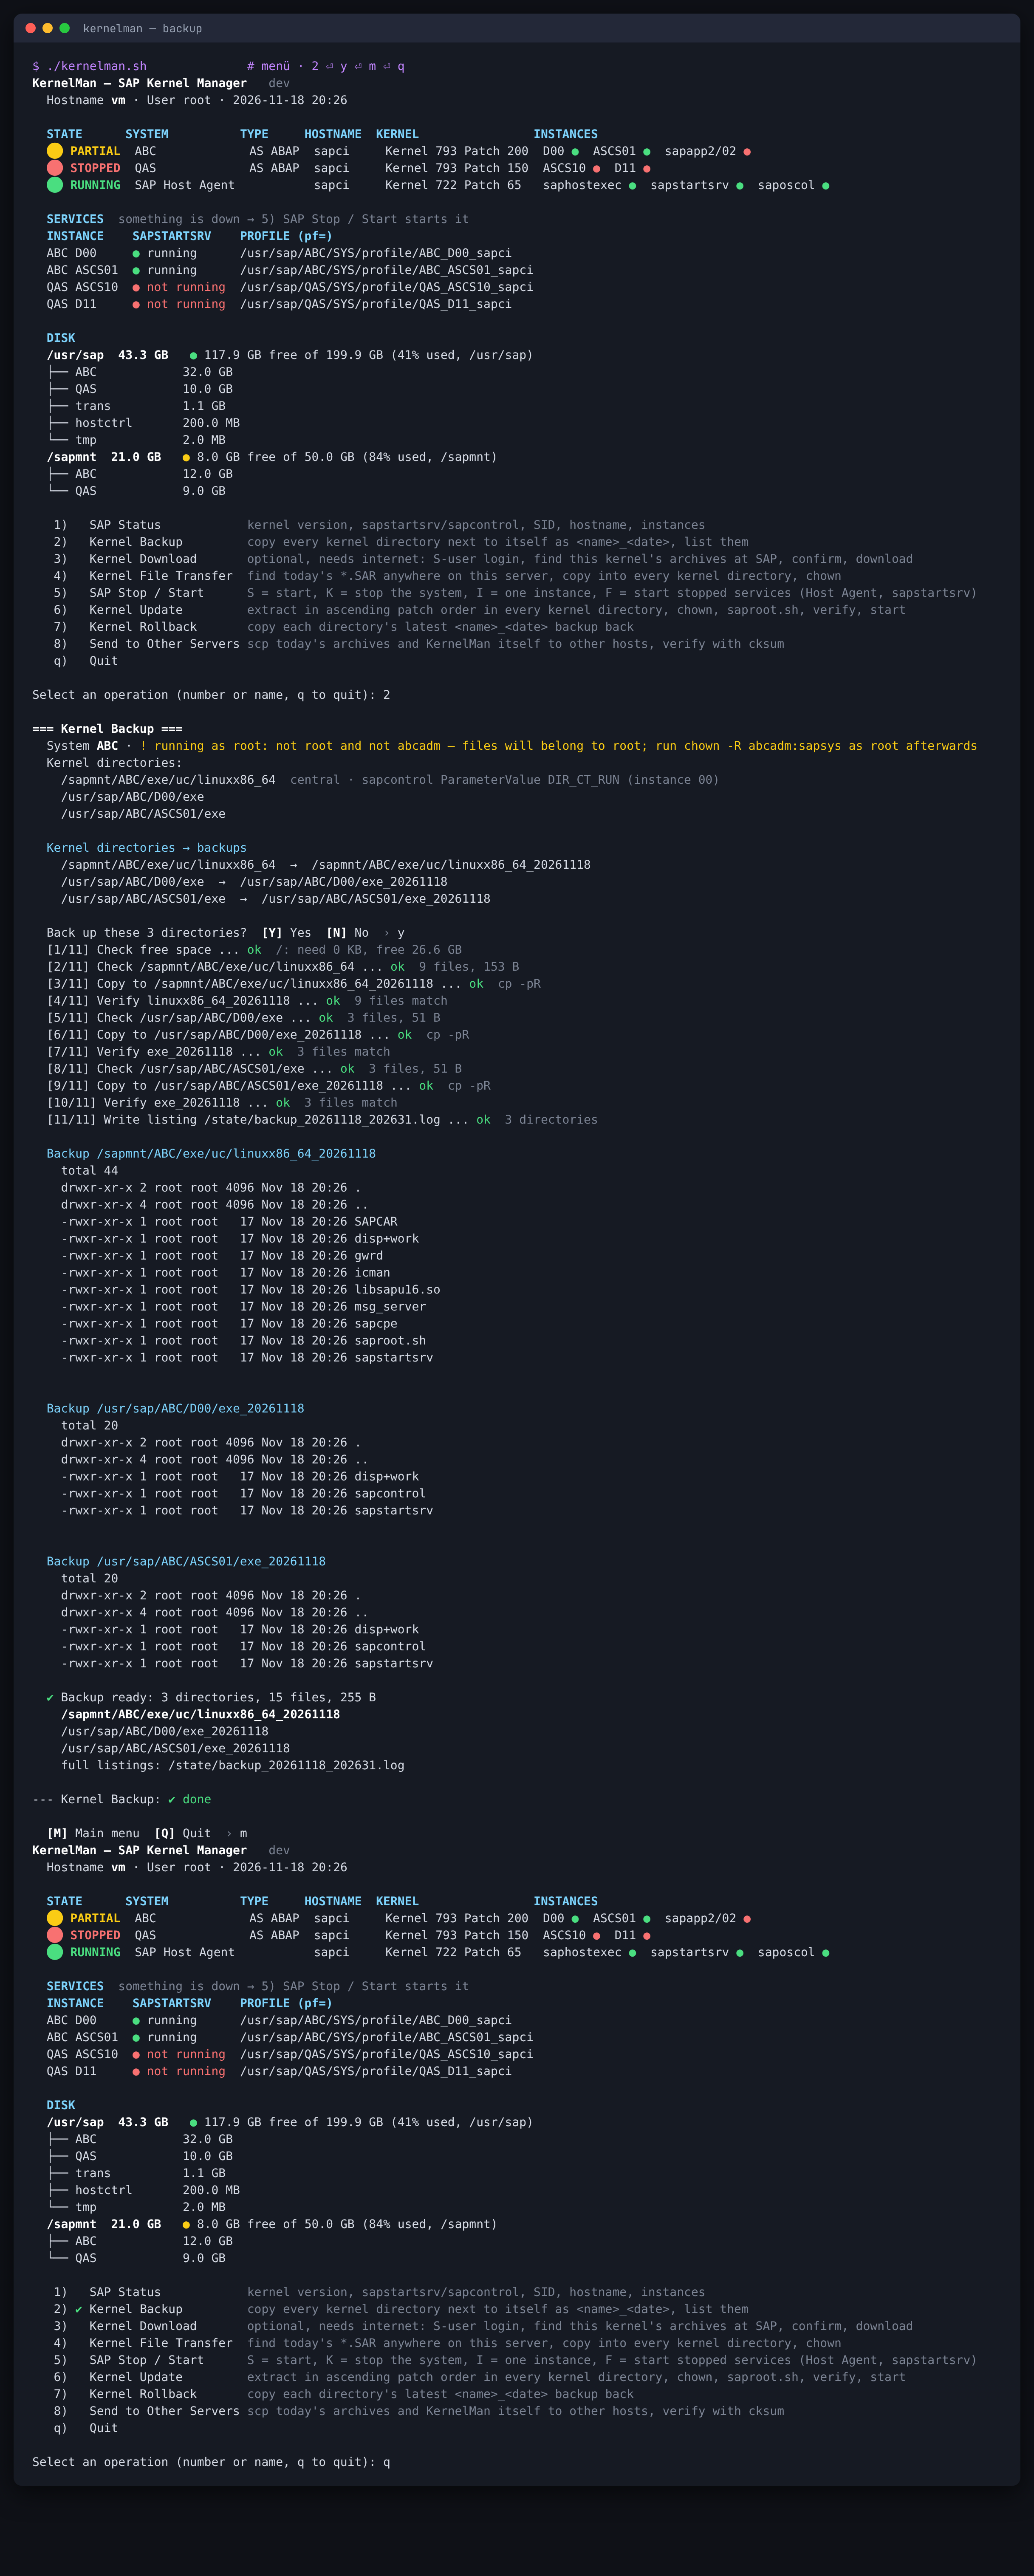 kernelman — backup
$ ./kernelman.sh              # menü · 2 ⏎ y ⏎ m ⏎ q
KernelMan — SAP Kernel Manager   dev
  Hostname vm · User root · 2026-11-18 20:26

  STATE      SYSTEM          TYPE     HOSTNAME  KERNEL                INSTANCES
  ● PARTIAL  ABC             AS ABAP  sapci     Kernel 793 Patch 200  D00 ●  ASCS01 ●  sapapp2/02 ●
  ● STOPPED  QAS             AS ABAP  sapci     Kernel 793 Patch 150  ASCS10 ●  D11 ●
  ● RUNNING  SAP Host Agent           sapci     Kernel 722 Patch 65   saphostexec ●  sapstartsrv ●  saposcol ●

  SERVICES  something is down → 5) SAP Stop / Start starts it
  INSTANCE    SAPSTARTSRV    PROFILE (pf=)
  ABC D00     ● running      /usr/sap/ABC/SYS/profile/ABC_D00_sapci
  ABC ASCS01  ● running      /usr/sap/ABC/SYS/profile/ABC_ASCS01_sapci
  QAS ASCS10  ● not running  /usr/sap/QAS/SYS/profile/QAS_ASCS10_sapci
  QAS D11     ● not running  /usr/sap/QAS/SYS/profile/QAS_D11_sapci

  DISK
  /usr/sap  43.3 GB   ● 117.9 GB free of 199.9 GB (41% used, /usr/sap)
  ├── ABC            32.0 GB
  ├── QAS            10.0 GB
  ├── trans          1.1 GB
  ├── hostctrl       200.0 MB
  └── tmp            2.0 MB
  /sapmnt  21.0 GB   ● 8.0 GB free of 50.0 GB (84% used, /sapmnt)
  ├── ABC            12.0 GB
  └── QAS            9.0 GB

   1)   SAP Status            kernel version, sapstartsrv/sapcontrol, SID, hostname, instances
   2)   Kernel Backup         copy every kernel directory next to itself as <name>_<date>, list them
   3)   Kernel Download       optional, needs internet: S-user login, find this kernel's archives at SAP, confirm, download
   4)   Kernel File Transfer  find today's *.SAR anywhere on this server, copy into every kernel directory, chown
   5)   SAP Stop / Start      S = start, K = stop the system, I = one instance, F = start stopped services (Host Agent, sapstartsrv)
   6)   Kernel Update         extract in ascending patch order in every kernel directory, chown, saproot.sh, verify, start
   7)   Kernel Rollback       copy each directory's latest <name>_<date> backup back
   8)   Send to Other Servers scp today's archives and KernelMan itself to other hosts, verify with cksum
   q)   Quit

Select an operation (number or name, q to quit): 2

=== Kernel Backup ===
  System ABC · ! running as root: not root and not abcadm — files will belong to root; run chown -R abcadm:sapsys as root afterwards
  Kernel directories:
    /sapmnt/ABC/exe/uc/linuxx86_64  central · sapcontrol ParameterValue DIR_CT_RUN (instance 00)
    /usr/sap/ABC/D00/exe
    /usr/sap/ABC/ASCS01/exe

  Kernel directories → backups
    /sapmnt/ABC/exe/uc/linuxx86_64  →  /sapmnt/ABC/exe/uc/linuxx86_64_20261118
    /usr/sap/ABC/D00/exe  →  /usr/sap/ABC/D00/exe_20261118
    /usr/sap/ABC/ASCS01/exe  →  /usr/sap/ABC/ASCS01/exe_20261118

  Back up these 3 directories?  [Y] Yes  [N] No  › y
  [1/11] Check free space ... ok  /: need 0 KB, free 26.6 GB
  [2/11] Check /sapmnt/ABC/exe/uc/linuxx86_64 ... ok  9 files, 153 B
  [3/11] Copy to /sapmnt/ABC/exe/uc/linuxx86_64_20261118 ... ok  cp -pR
  [4/11] Verify linuxx86_64_20261118 ... ok  9 files match
  [5/11] Check /usr/sap/ABC/D00/exe ... ok  3 files, 51 B
  [6/11] Copy to /usr/sap/ABC/D00/exe_20261118 ... ok  cp -pR
  [7/11] Verify exe_20261118 ... ok  3 files match
  [8/11] Check /usr/sap/ABC/ASCS01/exe ... ok  3 files, 51 B
  [9/11] Copy to /usr/sap/ABC/ASCS01/exe_20261118 ... ok  cp -pR
  [10/11] Verify exe_20261118 ... ok  3 files match
  [11/11] Write listing /state/backup_20261118_202631.log ... ok  3 directories

  Backup /sapmnt/ABC/exe/uc/linuxx86_64_20261118
    total 44
    drwxr-xr-x 2 root root 4096 Nov 18 20:26 .
    drwxr-xr-x 4 root root 4096 Nov 18 20:26 ..
    -rwxr-xr-x 1 root root   17 Nov 18 20:26 SAPCAR
    -rwxr-xr-x 1 root root   17 Nov 18 20:26 disp+work
    -rwxr-xr-x 1 root root   17 Nov 18 20:26 gwrd
    -rwxr-xr-x 1 root root   17 Nov 18 20:26 icman
    -rwxr-xr-x 1 root root   17 Nov 18 20:26 libsapu16.so
    -rwxr-xr-x 1 root root   17 Nov 18 20:26 msg_server
    -rwxr-xr-x 1 root root   17 Nov 18 20:26 sapcpe
    -rwxr-xr-x 1 root root   17 Nov 18 20:26 saproot.sh
    -rwxr-xr-x 1 root root   17 Nov 18 20:26 sapstartsrv

  Backup /usr/sap/ABC/D00/exe_20261118
    total 20
    drwxr-xr-x 2 root root 4096 Nov 18 20:26 .
    drwxr-xr-x 4 root root 4096 Nov 18 20:26 ..
    -rwxr-xr-x 1 root root   17 Nov 18 20:26 disp+work
    -rwxr-xr-x 1 root root   17 Nov 18 20:26 sapcontrol
    -rwxr-xr-x 1 root root   17 Nov 18 20:26 sapstartsrv

  Backup /usr/sap/ABC/ASCS01/exe_20261118
    total 20
    drwxr-xr-x 2 root root 4096 Nov 18 20:26 .
    drwxr-xr-x 4 root root 4096 Nov 18 20:26 ..
    -rwxr-xr-x 1 root root   17 Nov 18 20:26 disp+work
    -rwxr-xr-x 1 root root   17 Nov 18 20:26 sapcontrol
    -rwxr-xr-x 1 root root   17 Nov 18 20:26 sapstartsrv

  ✔ Backup ready: 3 directories, 15 files, 255 B
    /sapmnt/ABC/exe/uc/linuxx86_64_20261118
    /usr/sap/ABC/D00/exe_20261118
    /usr/sap/ABC/ASCS01/exe_20261118
    full listings: /state/backup_20261118_202631.log

--- Kernel Backup: ✔ done

  [M] Main menu  [Q] Quit  › m
KernelMan — SAP Kernel Manager   dev
  Hostname vm · User root · 2026-11-18 20:26

  STATE      SYSTEM          TYPE     HOSTNAME  KERNEL                INSTANCES
  ● PARTIAL  ABC             AS ABAP  sapci     Kernel 793 Patch 200  D00 ●  ASCS01 ●  sapapp2/02 ●
  ● STOPPED  QAS             AS ABAP  sapci     Kernel 793 Patch 150  ASCS10 ●  D11 ●
  ● RUNNING  SAP Host Agent           sapci     Kernel 722 Patch 65   saphostexec ●  sapstartsrv ●  saposcol ●

  SERVICES  something is down → 5) SAP Stop / Start starts it
  INSTANCE    SAPSTARTSRV    PROFILE (pf=)
  ABC D00     ● running      /usr/sap/ABC/SYS/profile/ABC_D00_sapci
  ABC ASCS01  ● running      /usr/sap/ABC/SYS/profile/ABC_ASCS01_sapci
  QAS ASCS10  ● not running  /usr/sap/QAS/SYS/profile/QAS_ASCS10_sapci
  QAS D11     ● not running  /usr/sap/QAS/SYS/profile/QAS_D11_sapci

  DISK
  /usr/sap  43.3 GB   ● 117.9 GB free of 199.9 GB (41% used, /usr/sap)
  ├── ABC            32.0 GB
  ├── QAS            10.0 GB
  ├── trans          1.1 GB
  ├── hostctrl       200.0 MB
  └── tmp            2.0 MB
  /sapmnt  21.0 GB   ● 8.0 GB free of 50.0 GB (84% used, /sapmnt)
  ├── ABC            12.0 GB
  └── QAS            9.0 GB

   1)   SAP Status            kernel version, sapstartsrv/sapcontrol, SID, hostname, instances
   2) ✔ Kernel Backup         copy every kernel directory next to itself as <name>_<date>, list them
   3)   Kernel Download       optional, needs internet: S-user login, find this kernel's archives at SAP, confirm, download
   4)   Kernel File Transfer  find today's *.SAR anywhere on this server, copy into every kernel directory, chown
   5)   SAP Stop / Start      S = start, K = stop the system, I = one instance, F = start stopped services (Host Agent, sapstartsrv)
   6)   Kernel Update         extract in ascending patch order in every kernel directory, chown, saproot.sh, verify, start
   7)   Kernel Rollback       copy each directory's latest <name>_<date> backup back
   8)   Send to Other Servers scp today's archives and KernelMan itself to other hosts, verify with cksum
   q)   Quit

Select an operation (number or name, q to quit): q